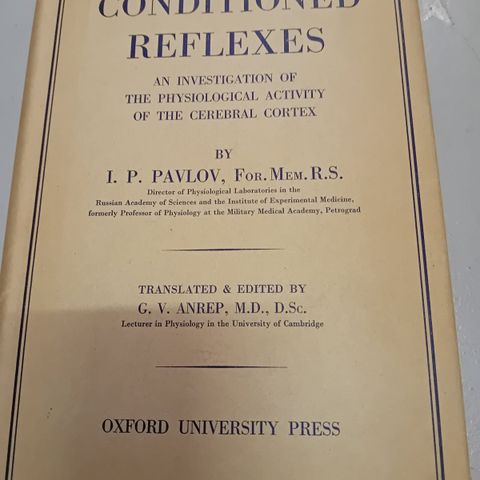 CONDITIONED
REFLEXES
AN INVESTIGATION OF
THE PHYSIOLOGICAL ACTIVITY
OF THE CEREBRAL CORTEX
BY
I. P. PAVLOV, FOR. MEM. R.S.
Director of Physiological Laboratories in the
Russian Academy of Sciences and the Institute of Experimental Medicine,
formerly Professor of Physiology at the Military Medical Academy, Petrograd
TRANSLATED & EDITED BY
G. V. ANREP, M.D., D.Sc.
Lecturer in Physiology in the University of Cambridge
OXFORD UNIVERSITY PRESS